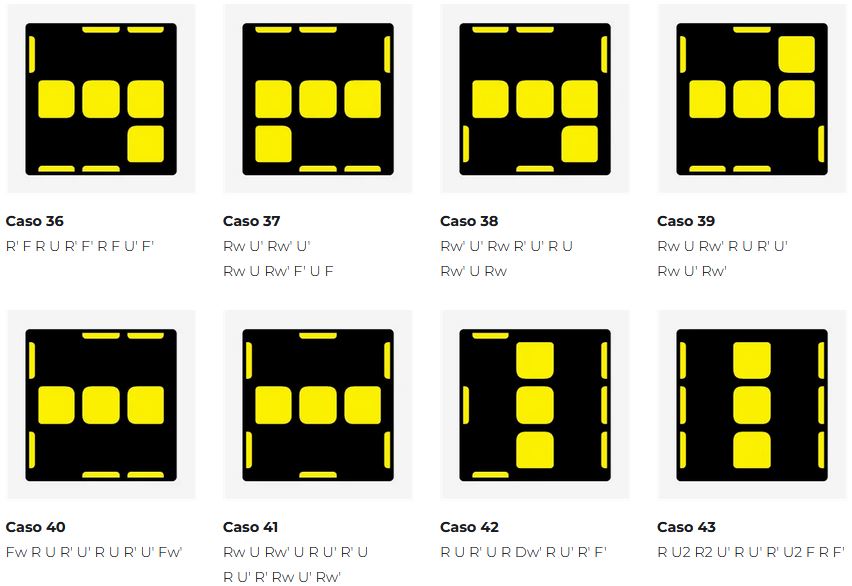 Caso 36
R' F R U R' F' R F U' F'
Caso 37
Rw U' Rw' U'
Rw U Rw' F' U F
Caso 38
Rw' U' Rw R' U' R U
Rw' U Rw
Caso 39
Rw U Rw' R U R' U'
Rw U' Rw'
Caso 40
Fw R U R' U' R U R' U' Fw'
Caso 41
Rw U Rw' U R U' R' U
R U' R' Rw U' Rw'
Caso 42
R U R' U R Dw' R U' R' F'
Caso 43
R U2 R2 U' R U' R' U2 F R F'